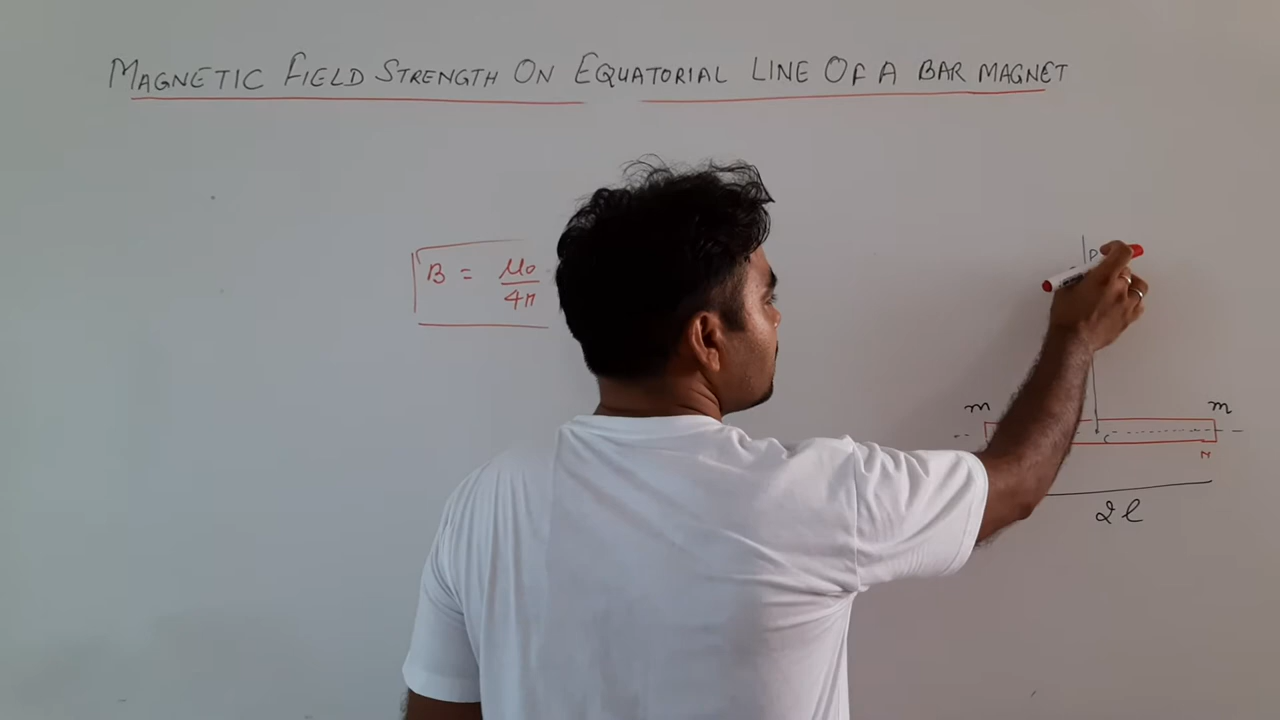 MAGNETIC FIELD STRENGTH ON EQUATORIAL LINE OF A BAR MAGNET
B = μ0
4π
P
m m
C
N
2l